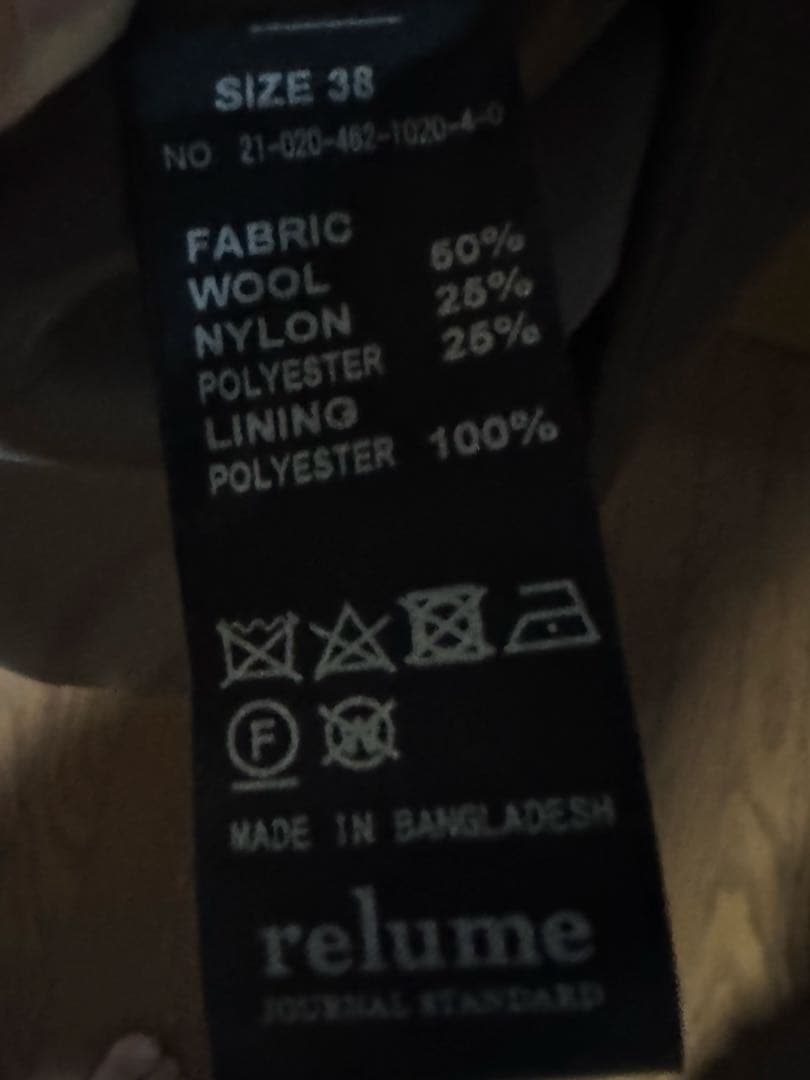 SIZE 38
NO 21-020-462-1020-4-0
FABRIC
WOOL 50%
NYLON 25%
POLYESTER 25%
LINING
POLYESTER 100%
F W
MADE IN BANGLADESH
relume
JOURNAL STANDARD